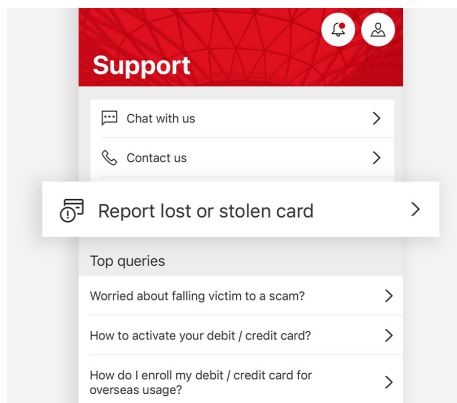 Support
Chat with us
Contact us
Report lost or stolen card
Top queries
Worried about falling victim to a scam?
How to activate your debit / credit card?
How do I enroll my debit / credit card for
overseas usage?